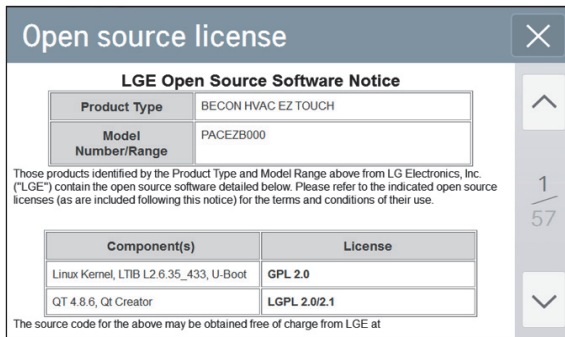 Open source license
LGE Open Source Software Notice
Product Type BECON HVAC EZ TOUCH
Model Number/Range PACEZB000
Those products identified by the Product Type and Model Range above from LG Electronics, Inc.
("LGE") contain the open source software detailed below. Please refer to the indicated open source
licenses (as are included following this notice) for the terms and conditions of their use.
Component(s) License
Linux Kernel, LTIB L2.6.35_433, U-Boot GPL 2.0
QT 4.8.6, Qt Creator LGPL 2.0/2.1
The source code for the above may be obtained free of charge from LGE at
1
57